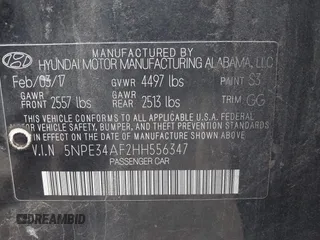 MANUFACTURED BY
HYUNDAI MOTOR MANUFACTURING ALABAMA, LLC
Feb/03/17 GVWR 4497 lbs PAINT S3
GAWR GAWR
FRONT 2557 lbs REAR 2513 lbs TRIM GG
THIS VEHICLE CONFORMS TO ALL APPLICABLE U.S.A FEDERAL
MOTOR VEHICLE SAFETY, BUMPER, AND THEFT PREVENTION STANDARDS
IN EFFECT ON THE DATE OF MANUFACTURE SHOWN ABOVE.
V.I.N 5NPE34AF2HH556347
PASSENGER CAR
DREAMBID